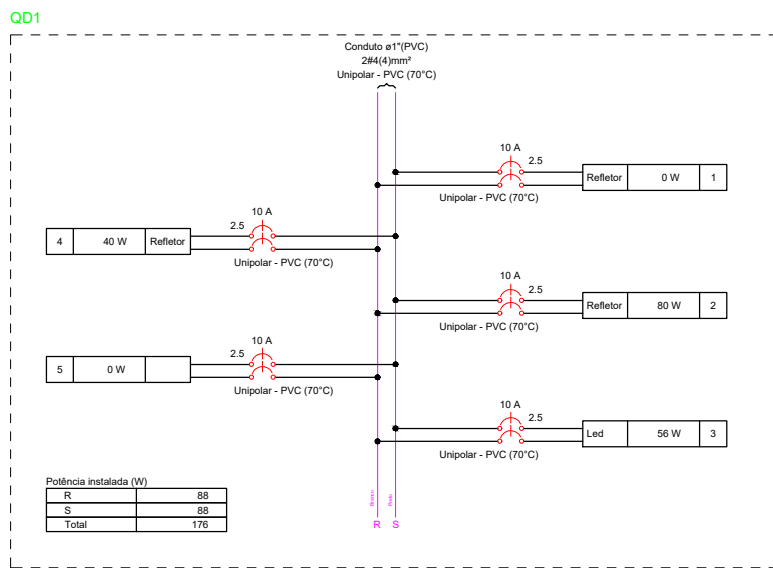 QD1
Conduto ø1"(PVC)
2#4(4)mm²
Unipolar - PVC (70°C)
10 A
2.5
Refletor 0 W 1
Unipolar - PVC (70°C)
10 A
2.5
4 40 W Refletor
Unipolar - PVC (70°C)
10 A
2.5
Refletor 80 W 2
Unipolar - PVC (70°C)
10 A
2.5
5 0 W
Unipolar - PVC (70°C)
10 A
2.5
Led 56 W 3
Unipolar - PVC (70°C)
Potência instalada (W)
R 88
S 88
Total 176
Branco
Preto
R S